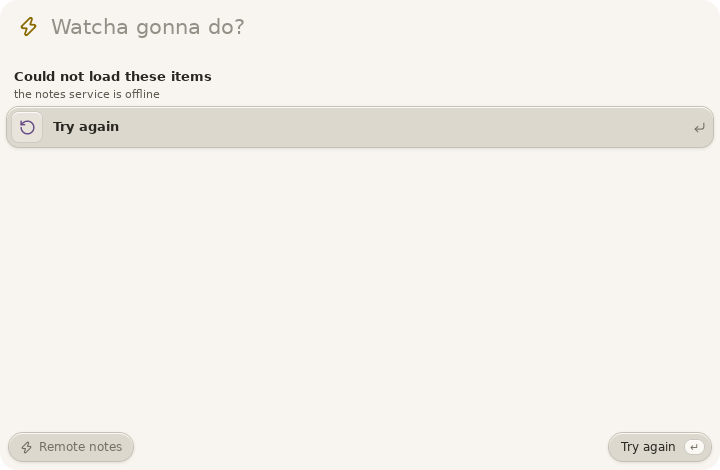 Watcha gonna do?
Could not load these items
the notes service is offline
Try again
Remote notes
Try again